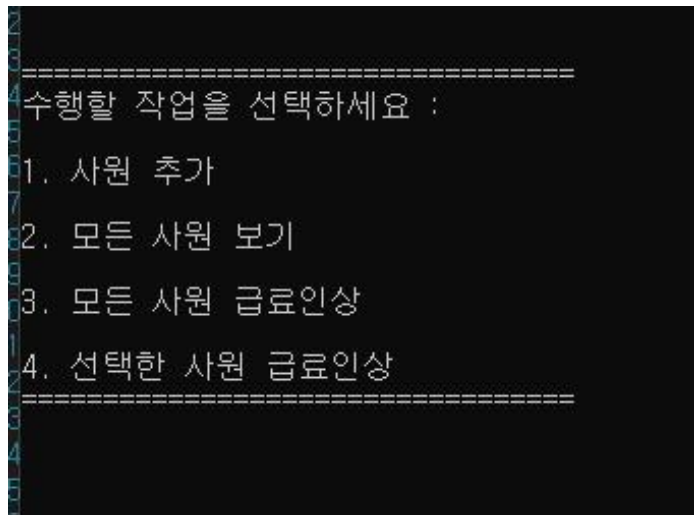 ==================================
수행할 작업을 선택하세요 :
1. 사원 추가
2. 모든 사원 보기
3. 모든 사원 급료인상
4. 선택한 사원 급료인상
==================================